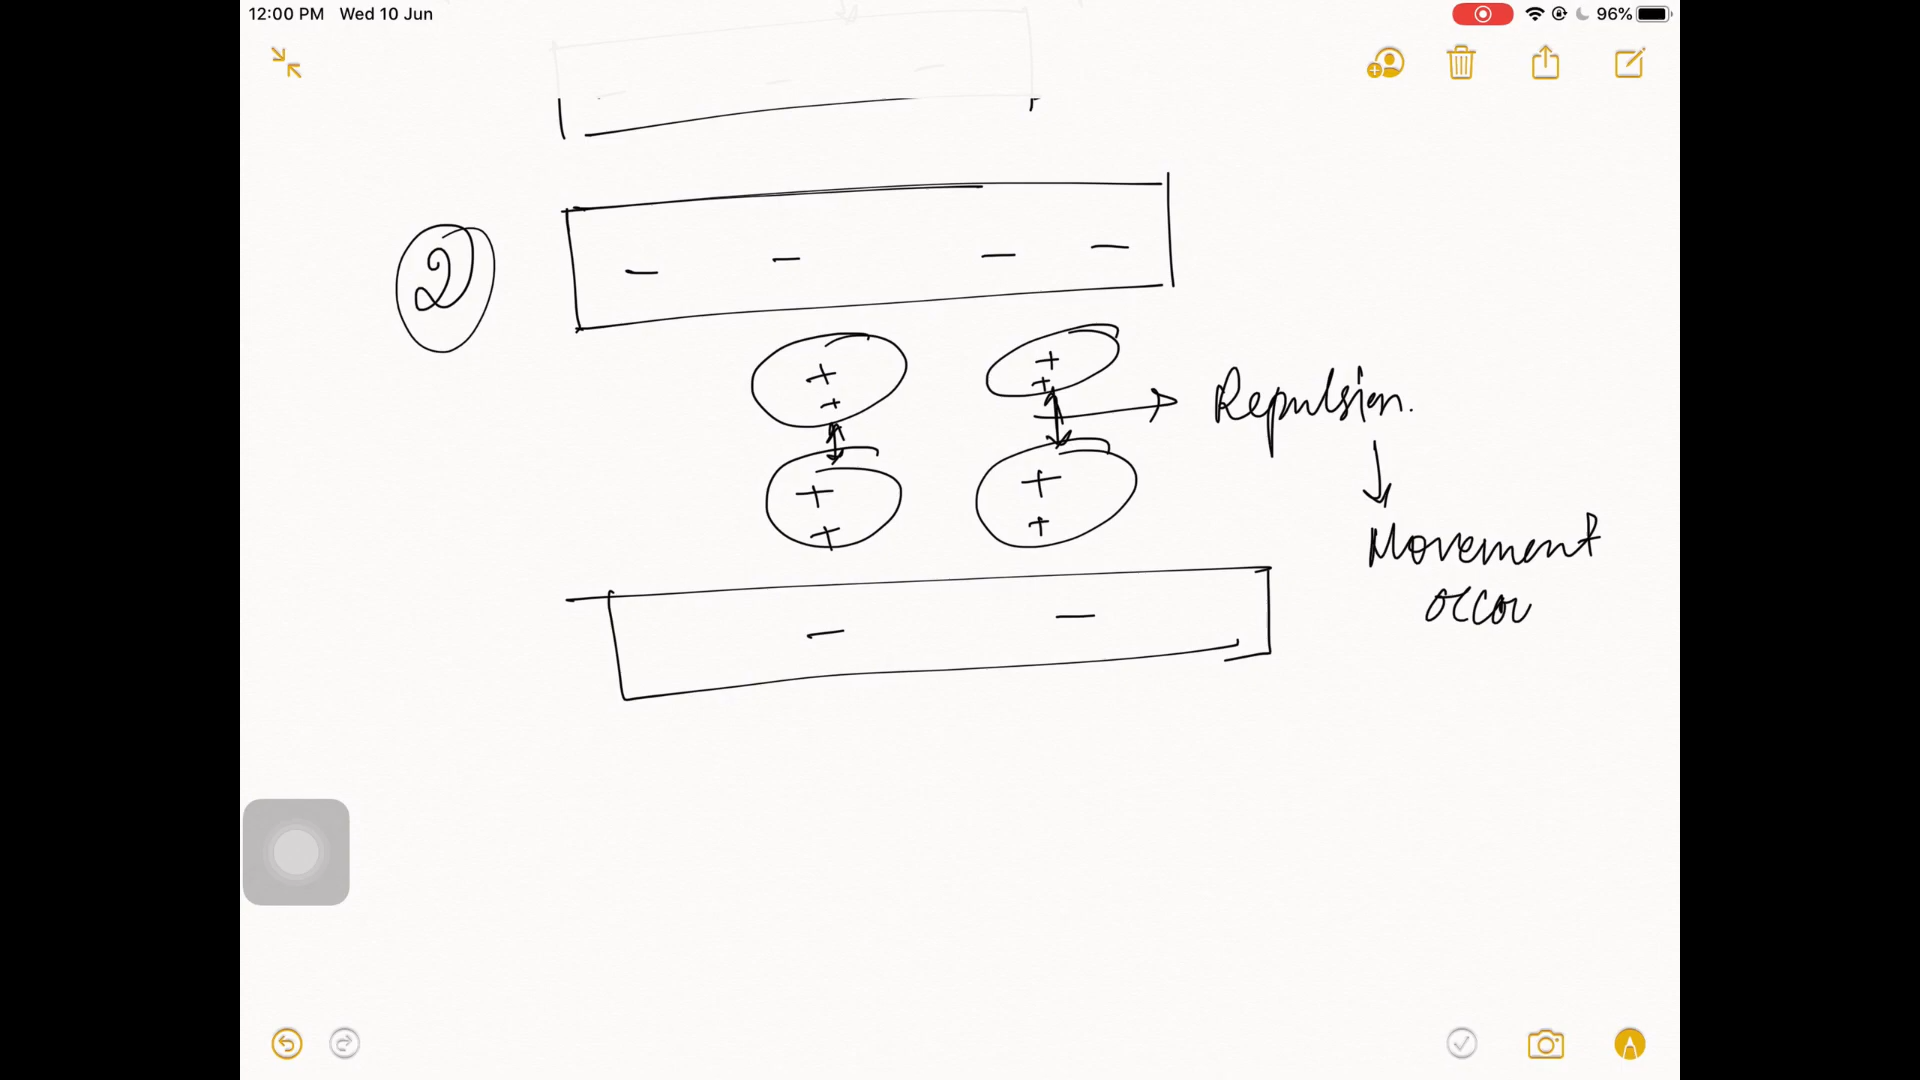 12:00 PM Wed 10 Jun
96%
2
- - - -
+ +
+ +
Repulsion.
+ +
+ +
Movement
occur
- -